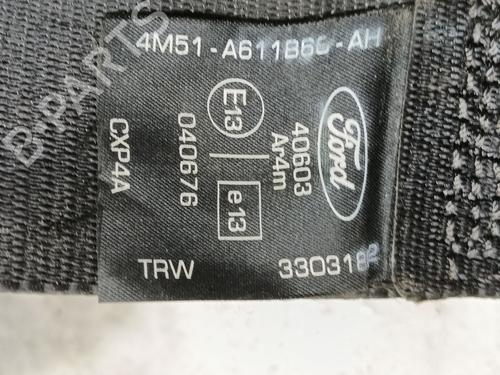 4M51-A611B68-AH
Ford
40603
Ar4m
E13
e13
040676
CXP4A
TRW
3303182
B-PARTS